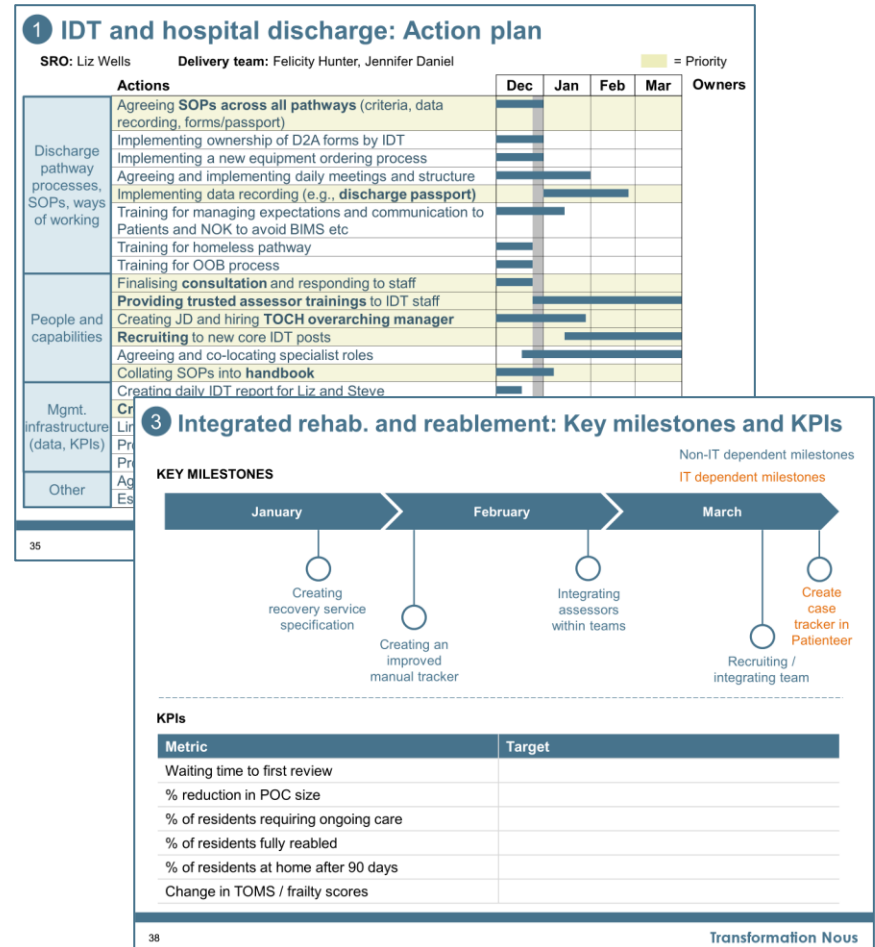 1 IDT and hospital discharge: Action plan
SRO: Liz Wells Delivery team: Felicity Hunter, Jennifer Daniel = Priority
Actions Dec Jan Feb Mar Owners
Discharge
pathway
processes,
SOPs, ways
of working
Agreeing SOPs across all pathways (criteria, data
recording, forms/passport)
Implementing ownership of D2A forms by IDT
Implementing a new equipment ordering process
Agreeing and implementing daily meetings and structure
Implementing data recording (e.g., discharge passport)
Training for managing expectations and communication to
Patients and NOK to avoid BIMS etc
Training for homeless pathway
Training for OOB process
People and
capabilities
Finalising consultation and responding to staff
Providing trusted assessor trainings to IDT staff
Creating JD and hiring TOCH overarching manager
Recruiting to new core IDT posts
Agreeing and co-locating specialist roles
Collating SOPs into handbook
Mgmt.
infrastructure
(data, KPIs)
Creating daily IDT report for Liz and Steve
Cr
Lin
Pr
Pr
Other
Ag
Es
35
3 Integrated rehab. and reablement: Key milestones and KPIs
Non-IT dependent milestones
IT dependent milestones
KEY MILESTONES
January February March
Creating
recovery service
specification
Creating an
improved
manual tracker
Integrating
assessors
within teams
Recruiting /
integrating team
Create
case
tracker in
Patienteer
KPIs
Metric Target
Waiting time to first review
% reduction in POC size
% of residents requiring ongoing care
% of residents fully reabled
% of residents at home after 90 days
Change in TOMS / frailty scores
38 Transformation Nous